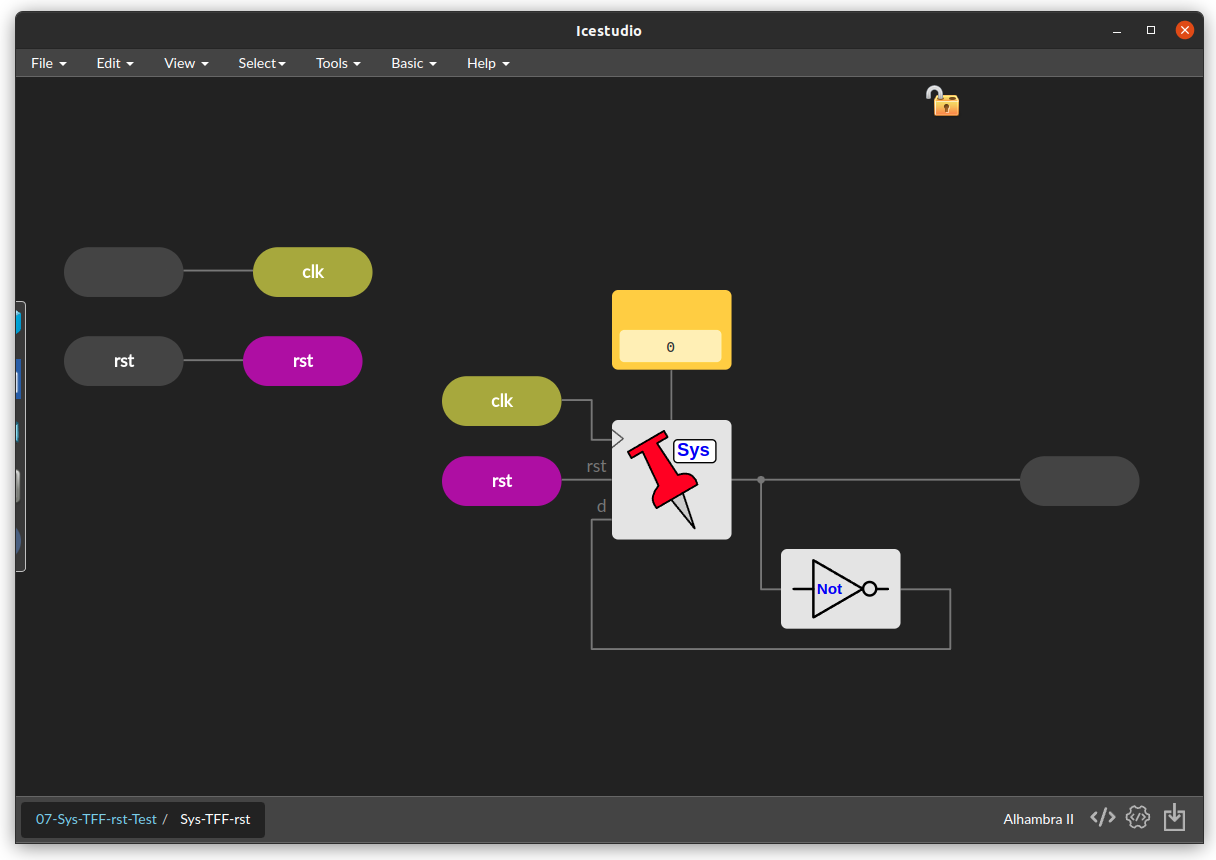 Icestudio
File Edit View Select Tools Basic Help
clk
rst rst
0
clk
Sys
rst
rst
d
Not
07-Sys-TFF-rst-Test / Sys-TFF-rst
Alhambra II </> </>